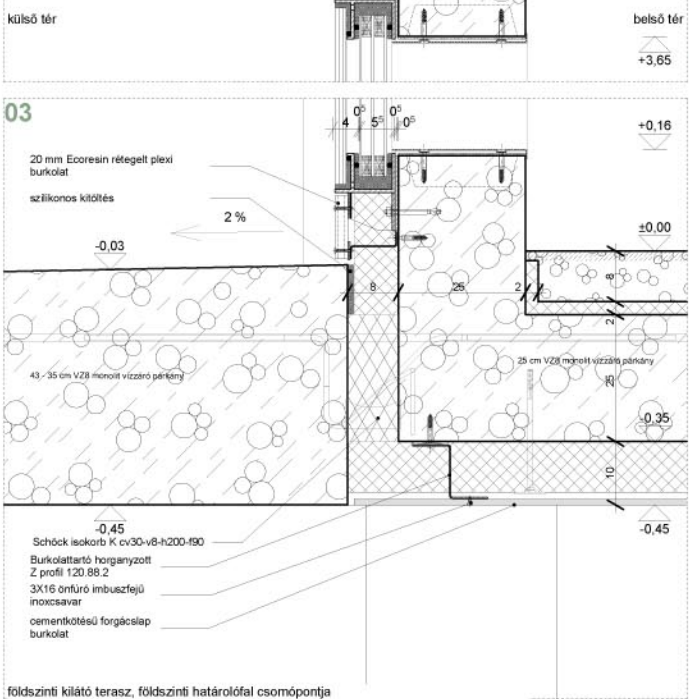 külső tér
belső tér
+3,65
03
4 0⁵ 5⁵ 0⁵
+0,16
20 mm Ecoresin rétegelt plexi
burkolat
szilikonos kitöltés
2 %
±0,00
-0,03
8
8 25 2
2
43 - 35 cm VZ8 monolit vízzáró párkány
25 cm VZ8 monolit vízzáró párkány
25
-0,35
10
-0,45
-0,45
Schöck isokorb K cv30-v8-h200-f90
Burkolattartó horganyzott
Z profil 120.88.2
3X16 önfúró imbuszfejű
inoxcsavar
cementkötésű forgácslap
burkolat
földszinti kilátó terasz, földszinti határolófal csomópontja